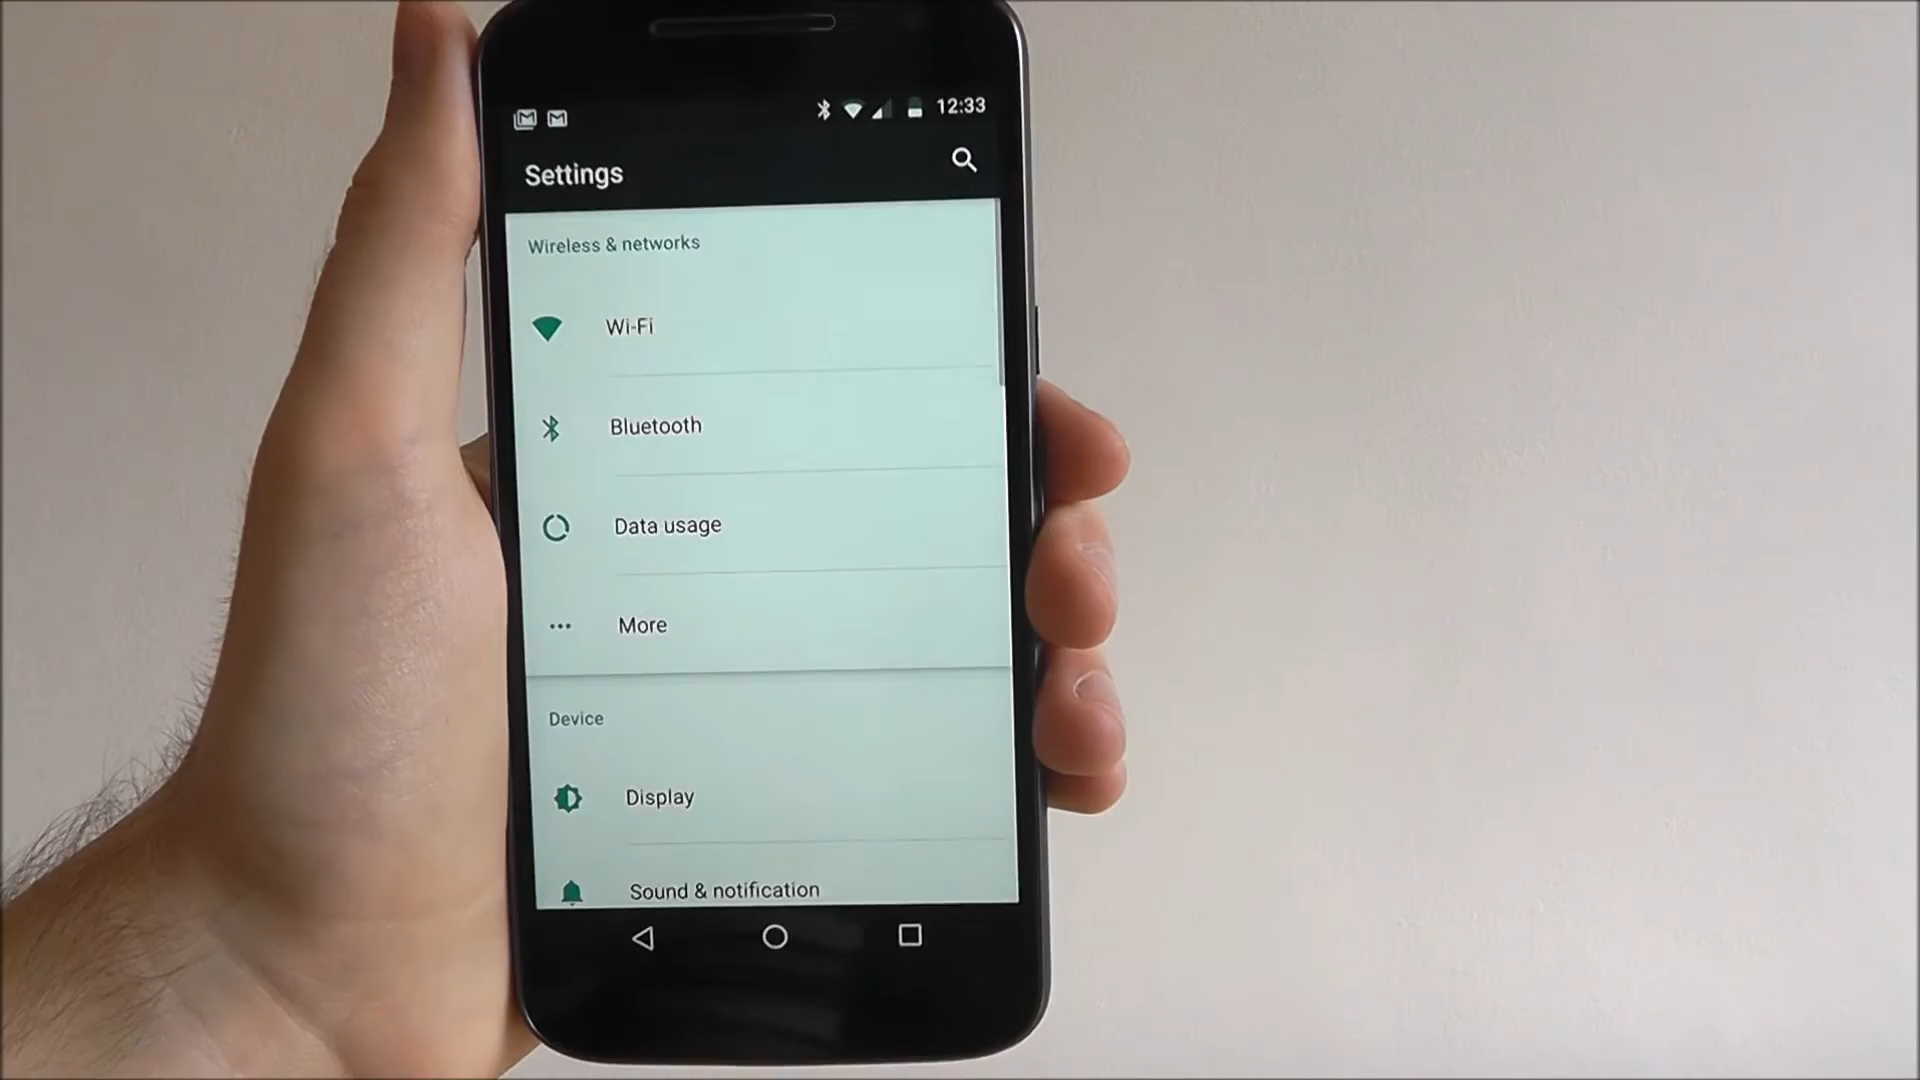 12:33
Settings
Wireless & networks
Wi-Fi
Bluetooth
Data usage
More
Device
Display
Sound & notification